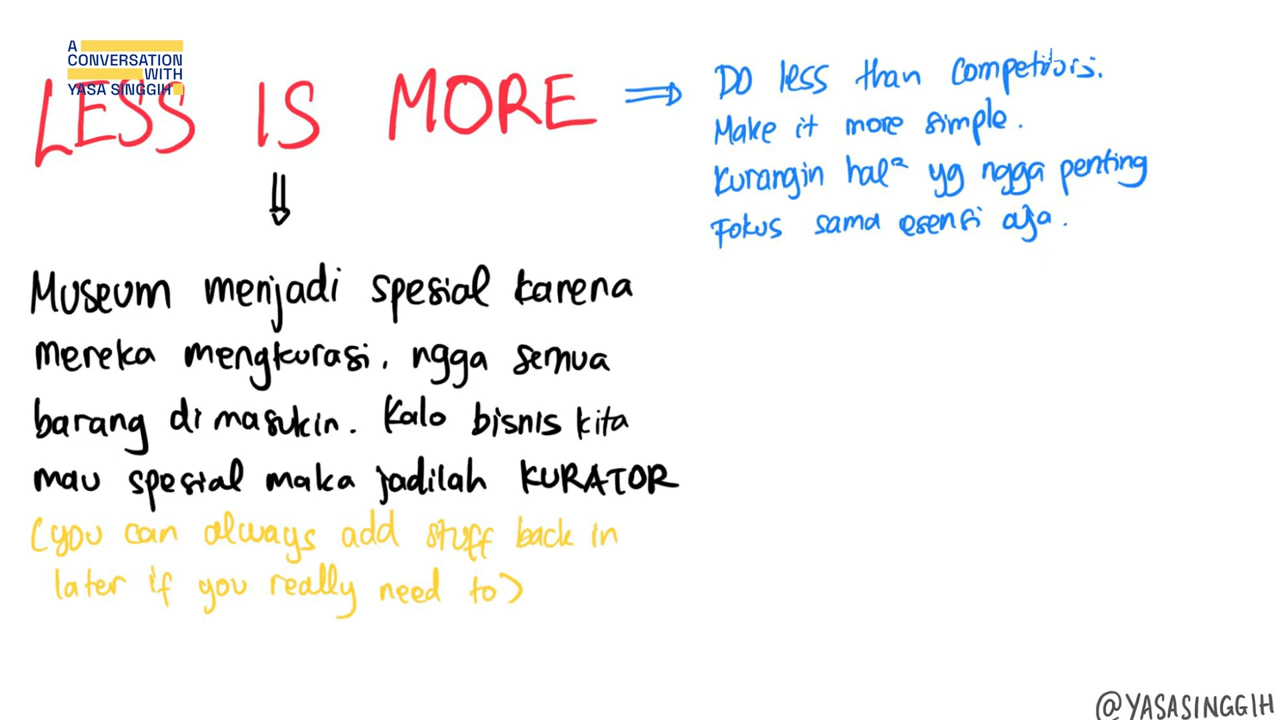 A
CONVERSATION
WITH
YASA SINGGIH
LESS IS MORE
Do less than competitors.
Make it more simple.
Kurangin hal² yg ngga penting
Fokus sama esensi aja.
Museum menjadi spesial karena
mereka mengkurasi. ngga semua
barang di masukin. Kalo bisnis kita
mau spesial maka jadilah KURATOR
(you can always add stuff back in
later if you really need to)
@YASASINGGIH